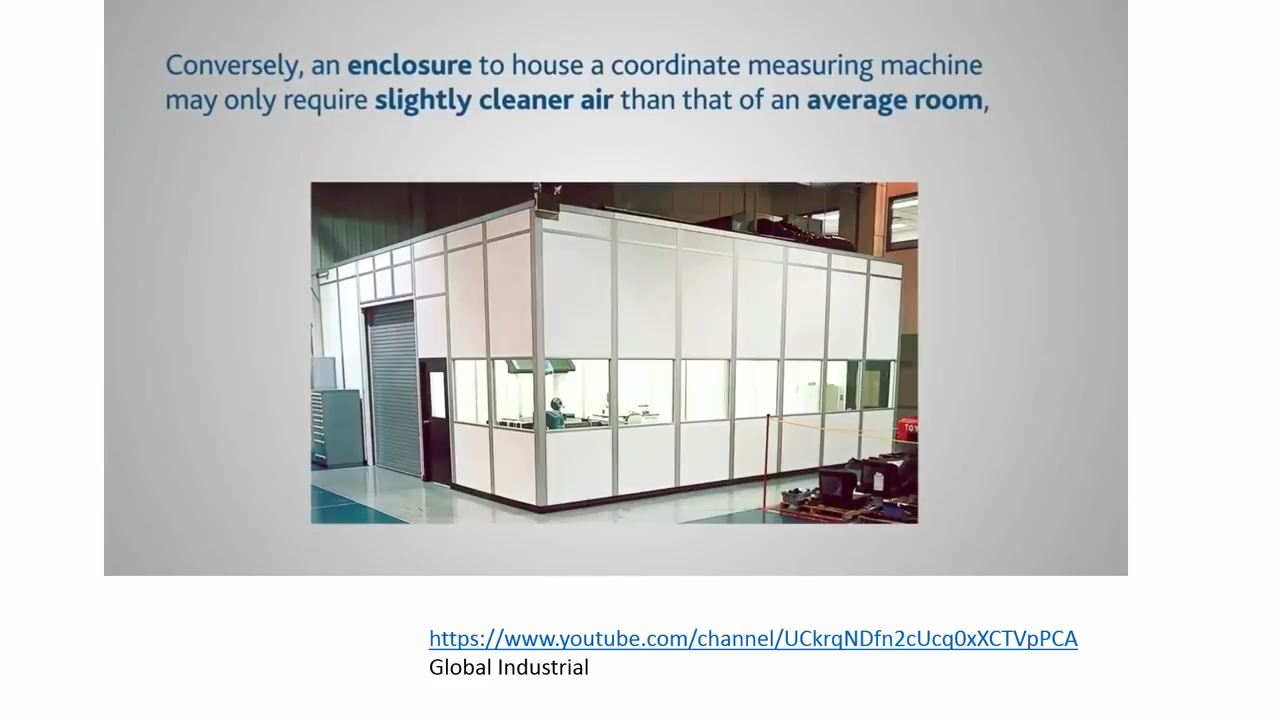 Conversely, an enclosure to house a coordinate measuring machine
may only require slightly cleaner air than that of an average room,
https://www.youtube.com/channel/UCkrqNDfn2cUcq0xXCTVpPCA
Global Industrial